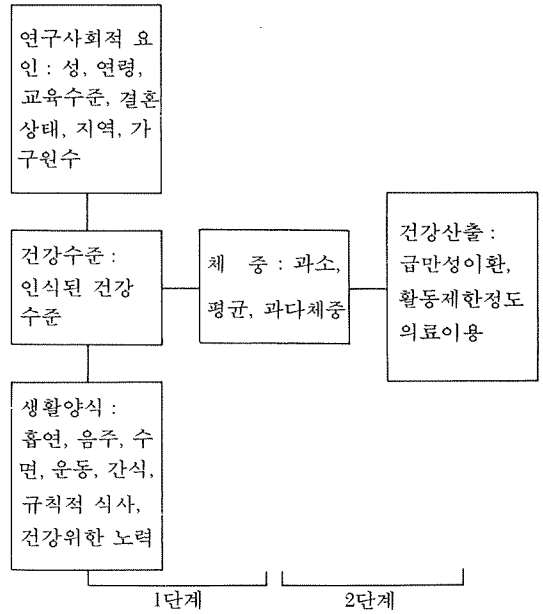 연구사회적 요
인 : 성, 연령,
교육수준, 결혼
상태, 지역, 가
구원수
건강수준 :
인식된 건강
수준
체 중 : 과소,
평균, 과다체중
건강산출 :
급만성이환,
활동제한정도
의료이용
생활양식 :
흡연, 음주, 수
면, 운동, 간식,
규칙적 식사,
건강위한 노력
1단계
2단계